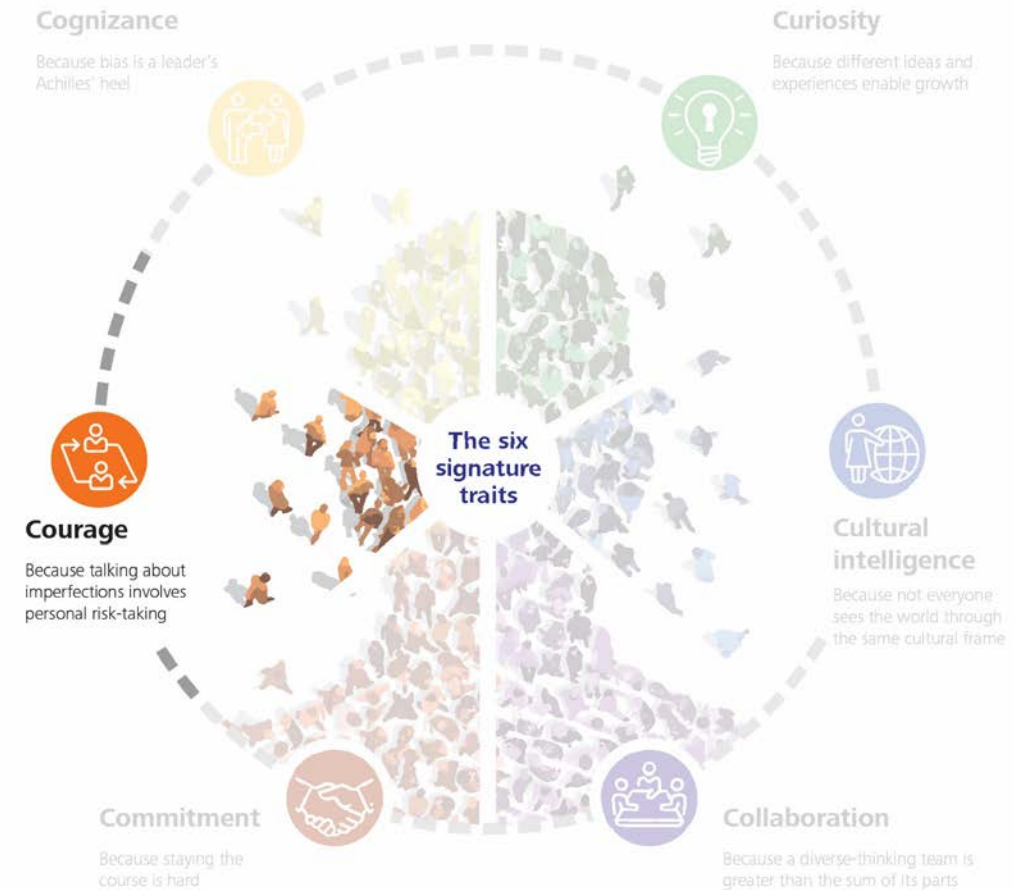 Cognizance
Because bias is a leader's
Achilles' heel
Curiosity
Because different ideas and
experiences enable growth
The six
signature
traits
Courage
Because talking about
imperfections involves
personal risk-taking
Cultural
intelligence
Because not everyone
sees the world through
the same cultural frame
Commitment
Because staying the
course is hard
Collaboration
Because a diverse-thinking team is
greater than the sum of its parts